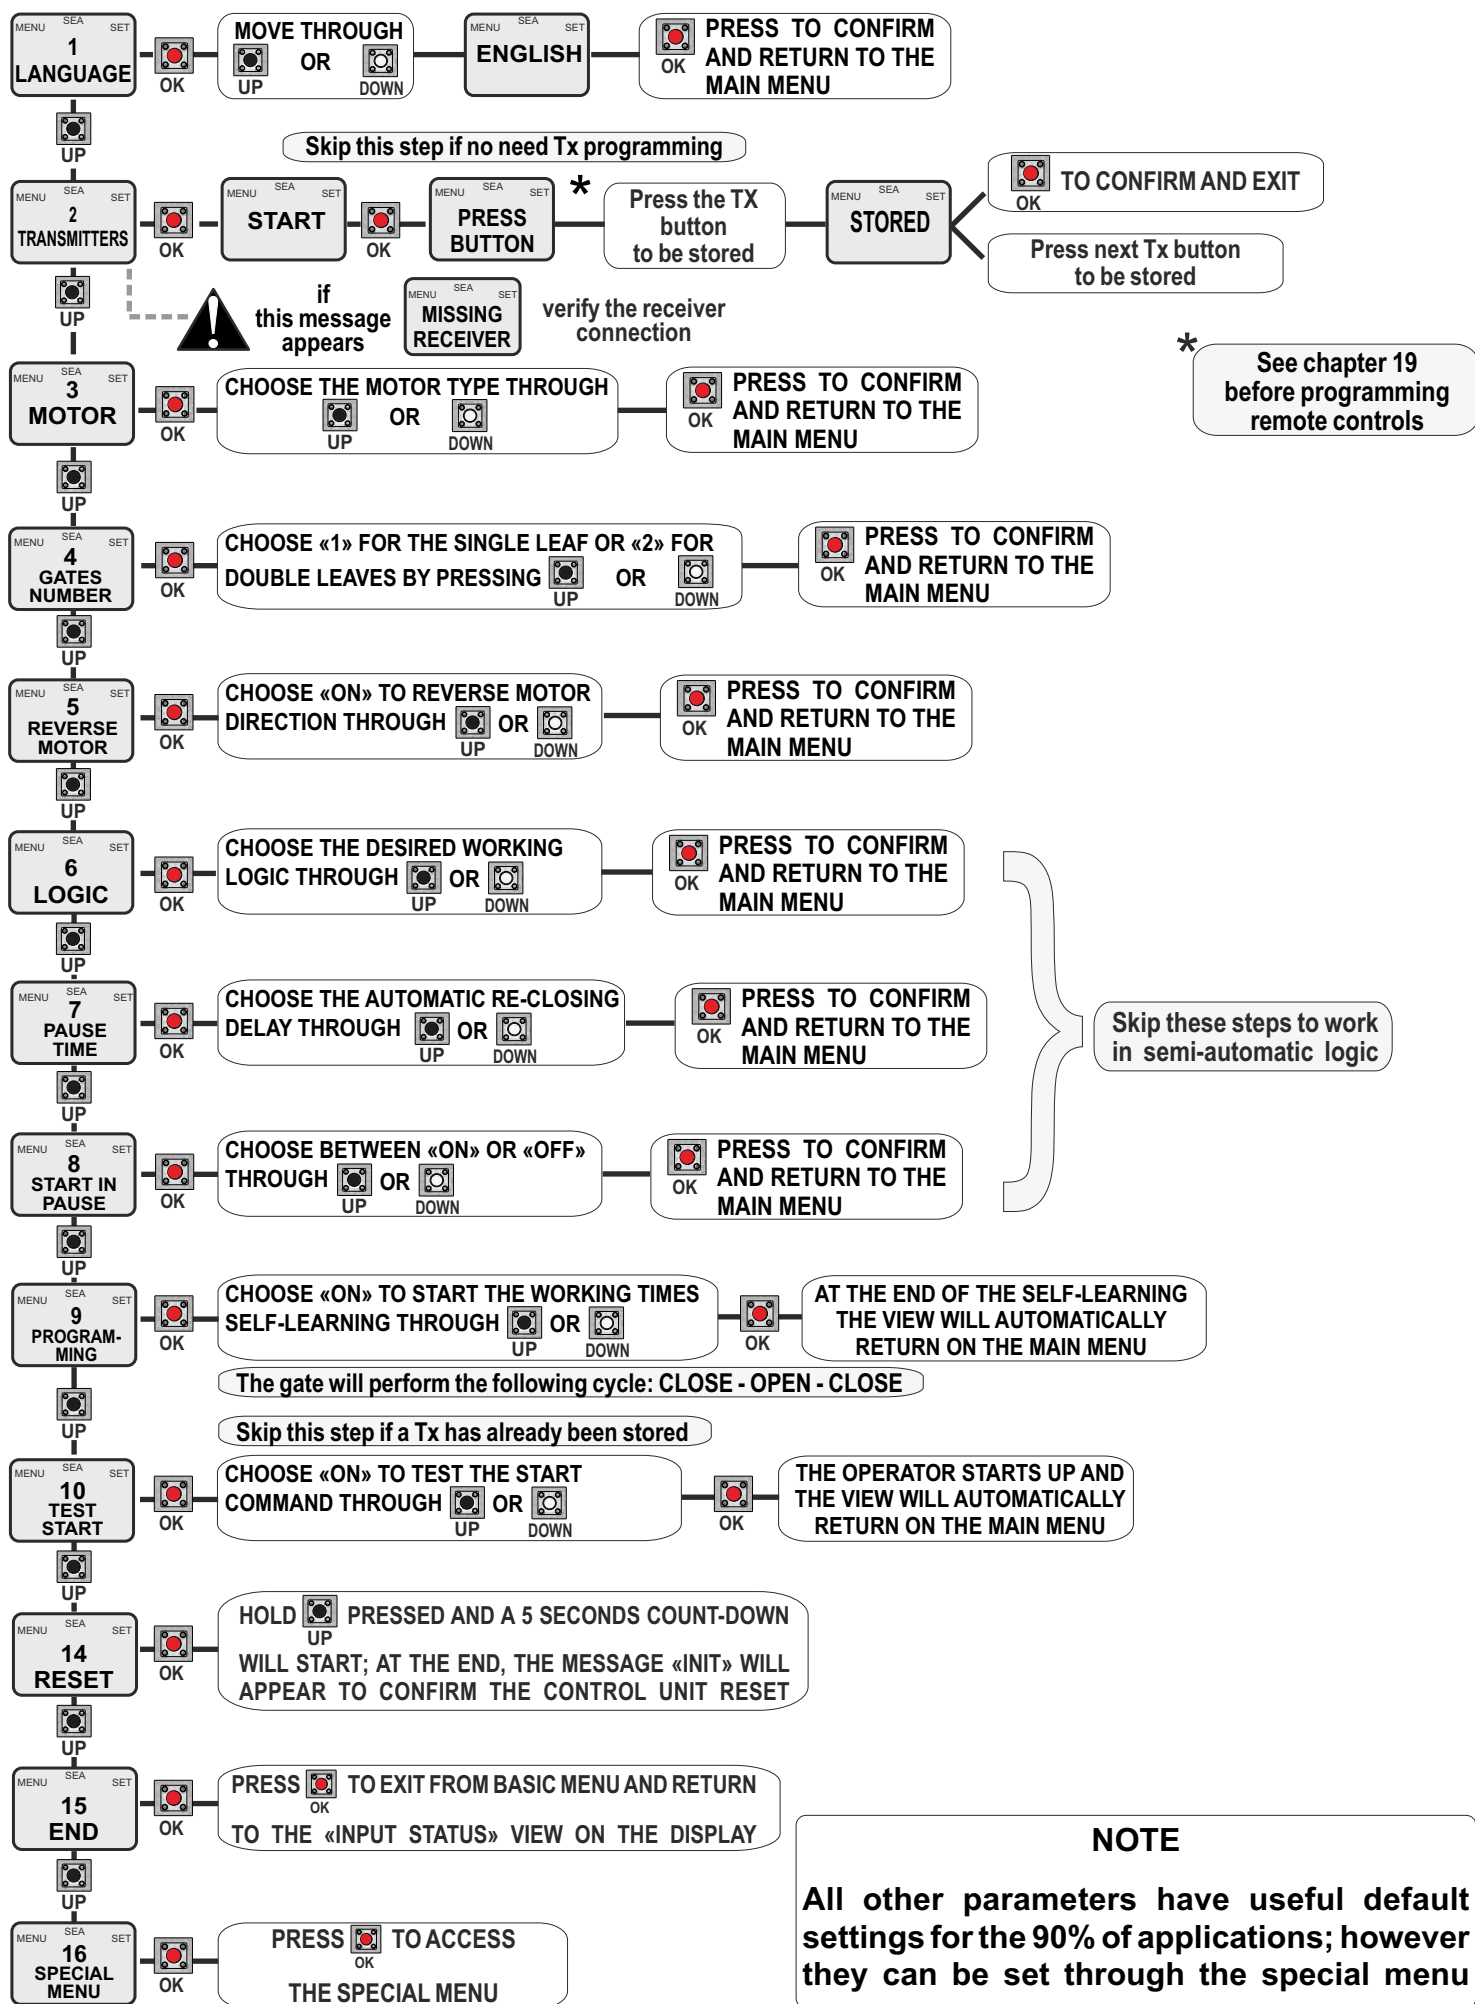 MENU SEA SET
1
LANGUAGE
OK
MOVE THROUGH
OR
UP DOWN
MENU SEA SET
ENGLISH
OK
PRESS TO CONFIRM
AND RETURN TO THE
MAIN MENU
UP
Skip this step if no need Tx programming
MENU SEA SET
2
TRANSMITTERS
OK
MENU SEA SET
START
OK
MENU SEA SET
PRESS
BUTTON
*
Press the TX
button
to be stored
MENU SEA SET
STORED
OK
TO CONFIRM AND EXIT
Press next Tx button
to be stored
UP
if
this message
appears
MENU SEA SET
MISSING
RECEIVER
verify the receiver
connection
*
See chapter 19
before programming
remote controls
MENU SEA SET
3
MOTOR
OK
CHOOSE THE MOTOR TYPE THROUGH
OR
UP DOWN
OK
PRESS TO CONFIRM
AND RETURN TO THE
MAIN MENU
UP
MENU SEA SET
4
GATES
NUMBER
OK
CHOOSE «1» FOR THE SINGLE LEAF OR «2» FOR
DOUBLE LEAVES BY PRESSING OR
UP DOWN
OK
PRESS TO CONFIRM
AND RETURN TO THE
MAIN MENU
UP
MENU SEA SET
5
REVERSE
MOTOR
OK
CHOOSE «ON» TO REVERSE MOTOR
DIRECTION THROUGH OR
UP DOWN
OK
PRESS TO CONFIRM
AND RETURN TO THE
MAIN MENU
UP
MENU SEA SET
6
LOGIC
OK
CHOOSE THE DESIRED WORKING
LOGIC THROUGH OR
UP DOWN
OK
PRESS TO CONFIRM
AND RETURN TO THE
MAIN MENU
UP
MENU SEA SET
7
PAUSE
TIME
OK
CHOOSE THE AUTOMATIC RE-CLOSING
DELAY THROUGH OR
UP DOWN
OK
PRESS TO CONFIRM
AND RETURN TO THE
MAIN MENU
Skip these steps to work
in semi-automatic logic
UP
MENU SEA SET
8
START IN
PAUSE
OK
CHOOSE BETWEEN «ON» OR «OFF»
THROUGH OR
UP DOWN
OK
PRESS TO CONFIRM
AND RETURN TO THE
MAIN MENU
UP
MENU SEA SET
9
PROGRAM-
MING
OK
CHOOSE «ON» TO START THE WORKING TIMES
SELF-LEARNING THROUGH OR
UP DOWN
OK
AT THE END OF THE SELF-LEARNING
THE VIEW WILL AUTOMATICALLY
RETURN ON THE MAIN MENU
The gate will perform the following cycle: CLOSE - OPEN - CLOSE
UP
Skip this step if a Tx has already been stored
MENU SEA SET
10
TEST
START
OK
CHOOSE «ON» TO TEST THE START
COMMAND THROUGH OR
UP DOWN
OK
THE OPERATOR STARTS UP AND
THE VIEW WILL AUTOMATICALLY
RETURN ON THE MAIN MENU
UP
MENU SEA SET
14
RESET
OK
HOLD PRESSED AND A 5 SECONDS COUNT-DOWN
UP
WILL START; AT THE END, THE MESSAGE «INIT» WILL
APPEAR TO CONFIRM THE CONTROL UNIT RESET
UP
MENU SEA SET
15
END
OK
PRESS TO EXIT FROM BASIC MENU AND RETURN
OK
TO THE «INPUT STATUS» VIEW ON THE DISPLAY
UP
MENU SEA SET
16
SPECIAL
MENU
OK
PRESS TO ACCESS
OK
THE SPECIAL MENU
NOTE
All other parameters have useful default
settings for the 90% of applications; however
they can be set through the special menu